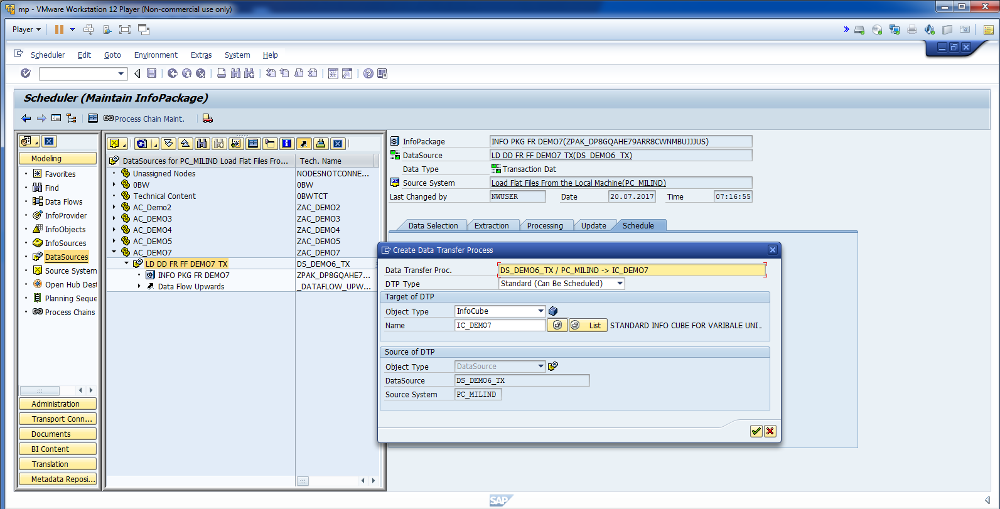 mp - VMware Workstation 12 Player (Non-commercial use only)
Player
Scheduler Edit Goto Environment Extras System Help
Scheduler (Maintain InfoPackage)
Process Chain Maint.
Modeling
Favorites
Find
Data Flows
InfoProvider
InfoObjects
InfoSources
DataSources
Source System
Open Hub Dest
Planning Seque
Process Chains
Administration
Transport Conn...
Documents
BI Content
Translation
Metadata Reposi...
DataSources for PC_MILIND Load Flat Files Fro... Tech. Name
Unassigned Nodes NODESNOTCONNE...
0BW 0BW
Technical Content 0BWTCT
AC_Demo2 ZAC_DEMO2
AC_DEMO3 ZAC_DEMO3
AC_DEMO4 ZAC_DEMO4
AC_DEMO5 ZAC_DEMO5
AC_DEMO7 ZAC_DEMO7
LD DD FR FF DEMO7 TX DS_DEMO6_TX
INFO PKG FR DEMO7 ZPAK_DP8GQAHE7...
Data Flow Upwards _DATAFLOW_UPW...
InfoPackage INFO PKG FR DEMO7(ZPAK_DP8GQAHE79ARR8CWNMBUJJJUS)
DataSource LD DD FR FF DEMO7 TX(DS_DEMO6_TX)
Data Type Transaction Dat
Source System Load Flat Files From the Local Machine(PC_MILIND)
Last Changed by NWUSER Date 20.07.2017 Time 07:16:55
Data Selection Extraction Processing Update Schedule
Create Data Transfer Process
Data Transfer Proc. DS_DEMO6_TX / PC_MILIND -> IC_DEMO7
DTP Type Standard (Can Be Scheduled)
Target of DTP
Object Type InfoCube
Name IC_DEMO7 List STANDARD INFO CUBE FOR VARIBALE UNI...
Source of DTP
Object Type DataSource
DataSource DS_DEMO6_TX
Source System PC_MILIND
SAP